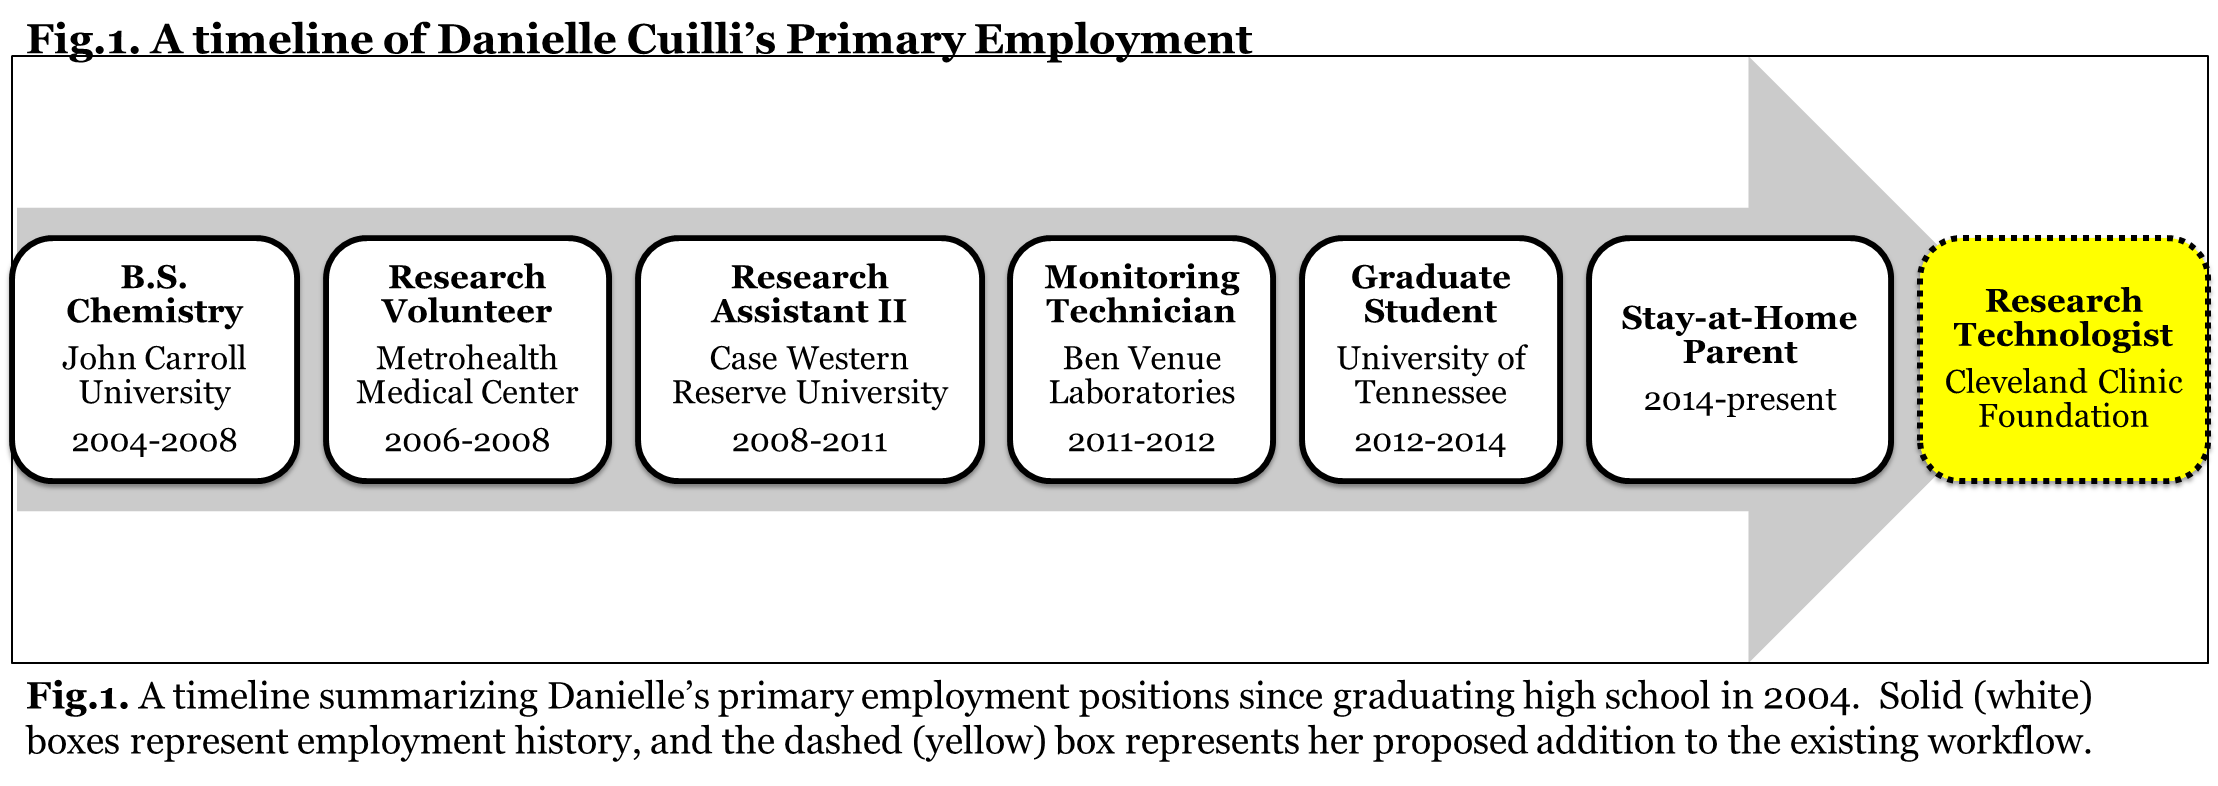 Fig.1. A timeline of Danielle Cuilli’s Primary Employment
B.S.
Chemistry
John Carroll
University
2004-2008
Research
Volunteer
Metrohealth
Medical Center
2006-2008
Research
Assistant II
Case Western
Reserve University
2008-2011
Monitoring
Technician
Ben Venue
Laboratories
2011-2012
Graduate
Student
University of
Tennessee
2012-2014
Stay-at-Home
Parent
2014-present
Research
Technologist
Cleveland Clinic
Foundation
Fig.1. A timeline summarizing Danielle’s primary employment positions since graduating high school in 2004.  Solid (white)
boxes represent employment history, and the dashed (yellow) box represents her proposed addition to the existing workflow.